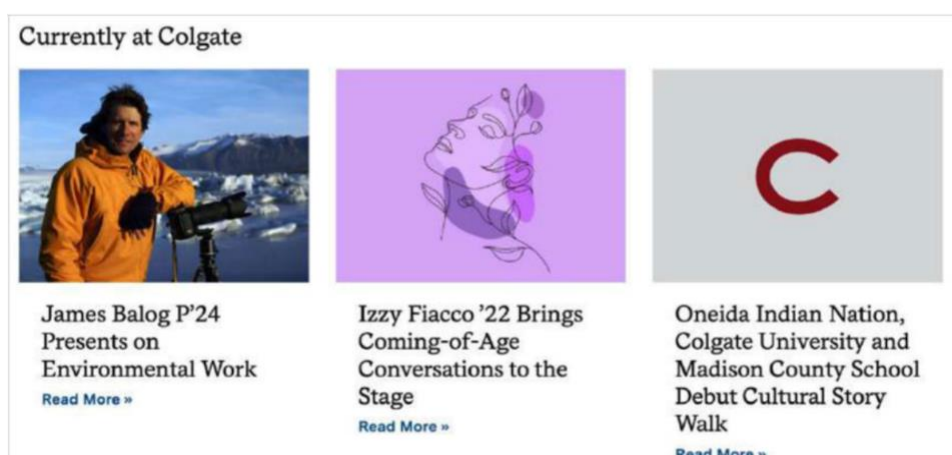 Currently at Colgate
James Balog P’24
Presents on
Environmental Work
Read More »
Izzy Fiacco ’22 Brings
Coming-of-Age
Conversations to the
Stage
Read More »
C
Oneida Indian Nation,
Colgate University and
Madison County School
Debut Cultural Story
Walk
Read More »